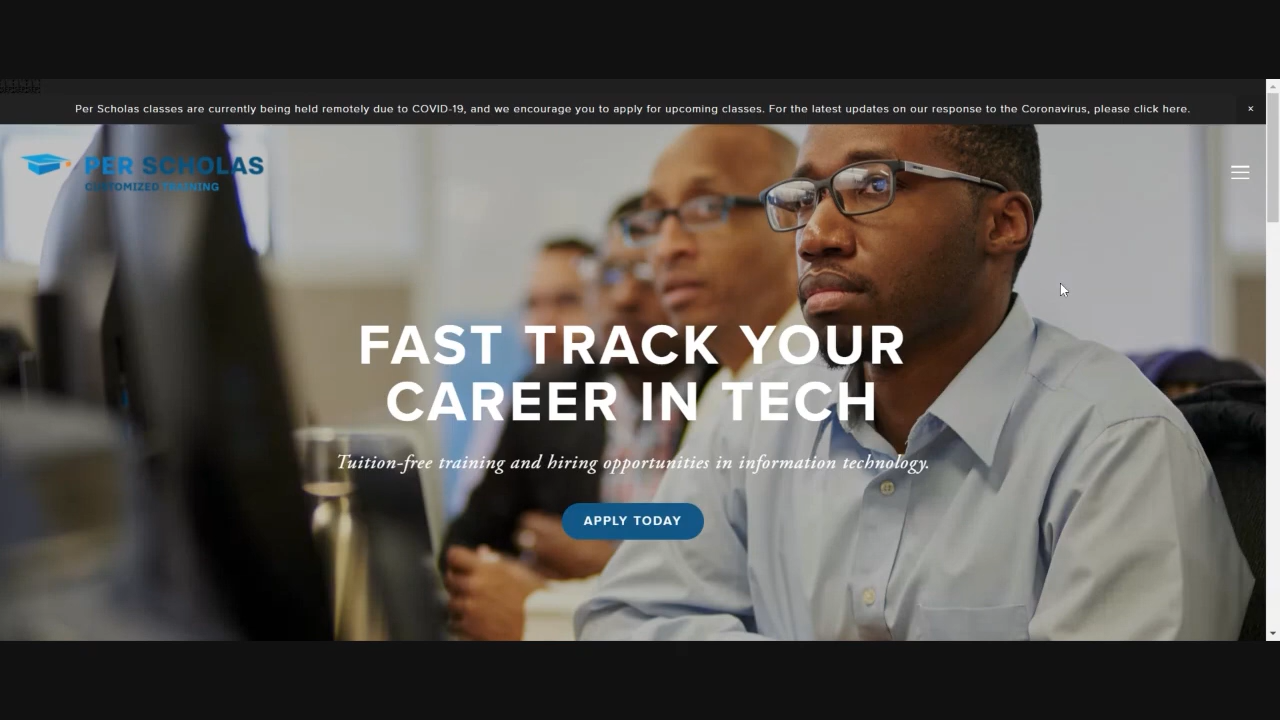 Per Scholas classes are currently being held remotely due to COVID-19, and we encourage you to apply for upcoming classes. For the latest updates on our response to the Coronavirus, please click here.
×
PER SCHOLAS
CUSTOMIZED TRAINING
FAST TRACK YOUR
CAREER IN TECH
Tuition-free training and hiring opportunities in information technology.
APPLY TODAY